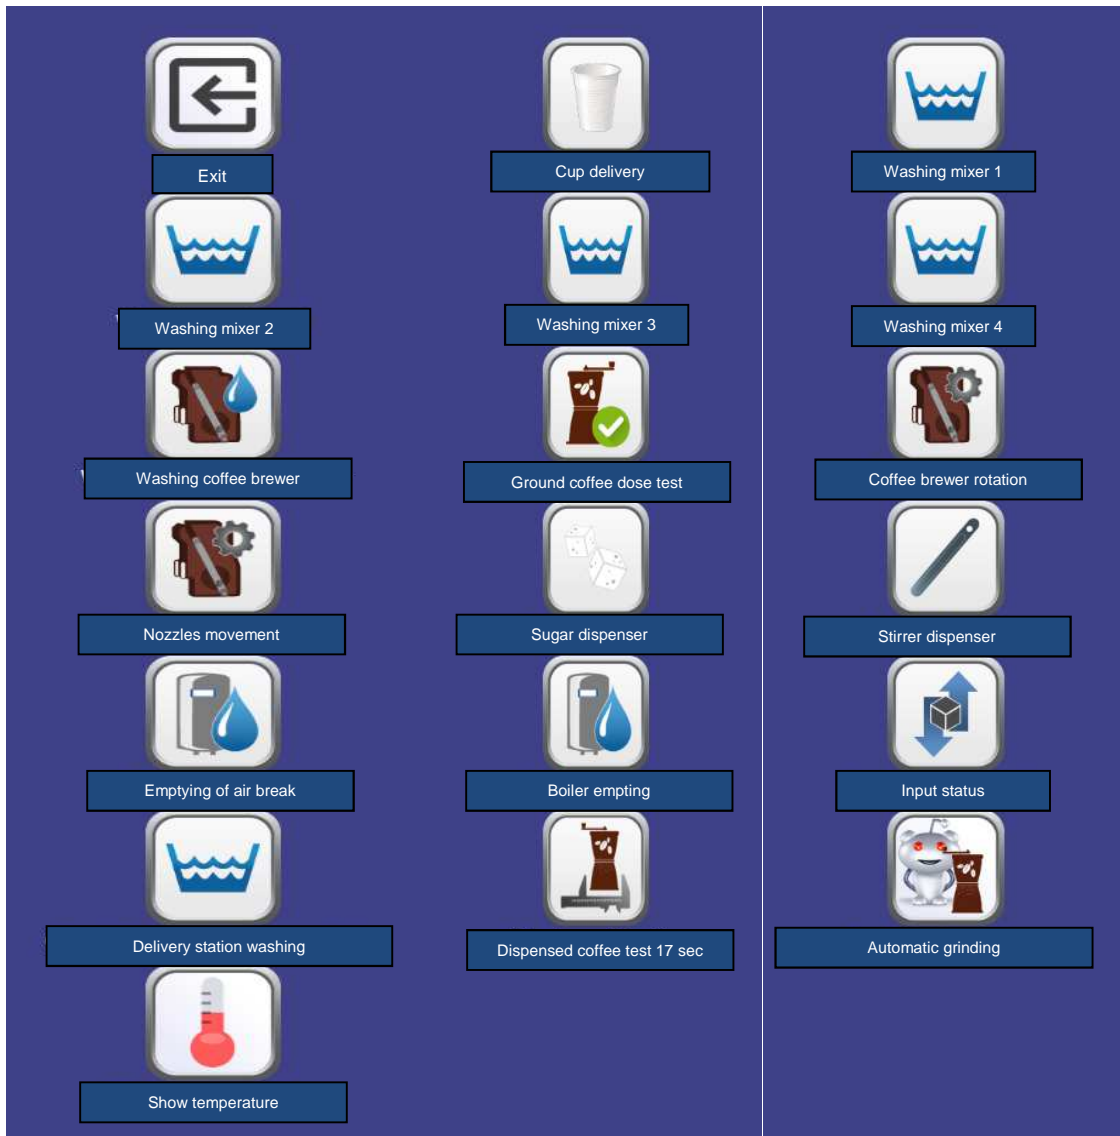 Exit
Cup delivery
Washing mixer 1
Washing mixer 2
Washing mixer 3
Washing mixer 4
Washing coffee brewer
Ground coffee dose test
Coffee brewer rotation
Nozzles movement
Sugar dispenser
Stirrer dispenser
Emptying of air break
Boiler empting
Input status
Delivery station washing
Dispensed coffee test 17 sec
Automatic grinding
Show temperature